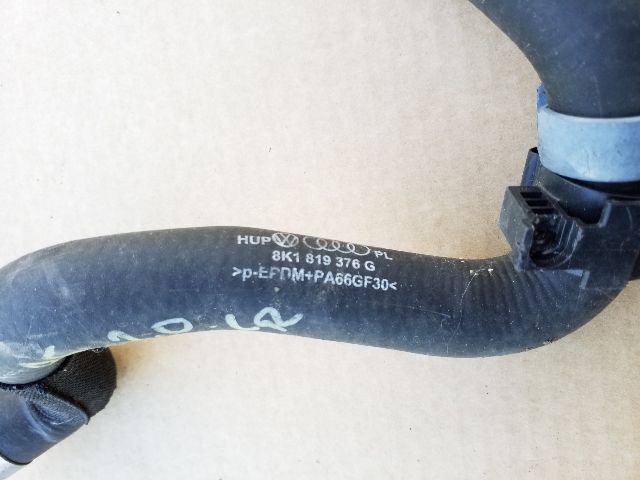 HUP PL
8K1 819 376 G
>p-EPDM+PA66GF30<